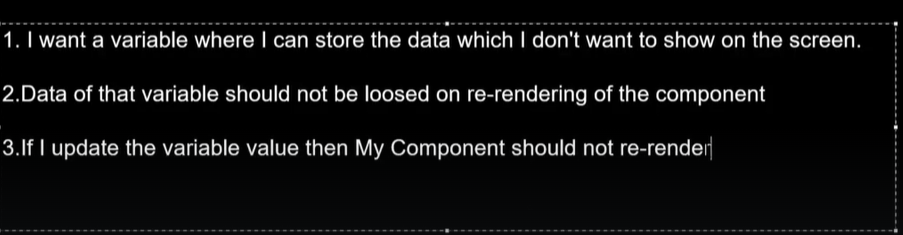 1. I want a variable where I can store the data which I don't want to show on the screen.
2.Data of that variable should not be loosed on re-rendering of the component
3.If I update the variable value then My Component should not re-render